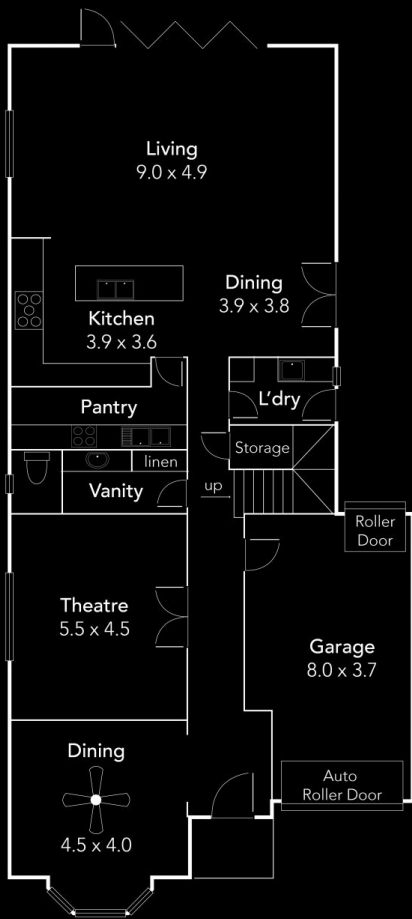 Living
9.0 x 4.9
Dining
3.9 x 3.8
Kitchen
3.9 x 3.6
Pantry
L'dry
Storage
linen
Vanity
up
Roller
Door
Theatre
5.5 x 4.5
Garage
8.0 x 3.7
Dining
4.5 x 4.0
Auto
Roller Door